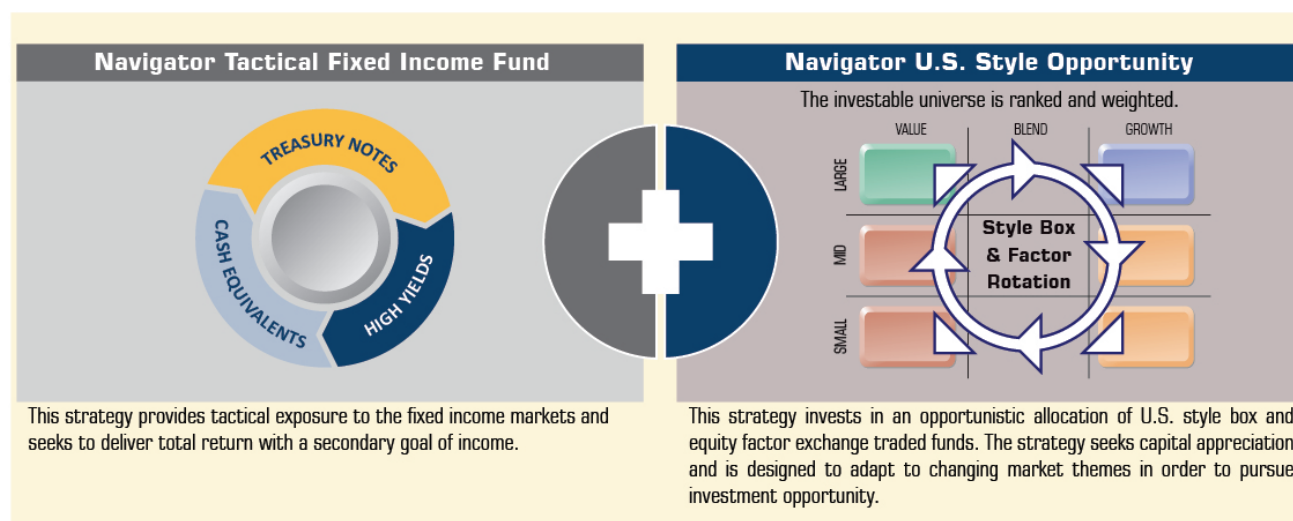 Navigator Tactical Fixed Income Fund
TREASURY NOTES
CASH EQUIVALENTS
HIGH YIELDS
This strategy provides tactical exposure to the fixed income markets and
seeks to deliver total return with a secondary goal of income.
Navigator U.S. Style Opportunity
The investable universe is ranked and weighted.
VALUE BLEND GROWTH
LARGE
MID
SMALL
Style Box
& Factor
Rotation
This strategy invests in an opportunistic allocation of U.S. style box and
equity factor exchange traded funds. The strategy seeks capital appreciation
and is designed to adapt to changing market themes in order to pursue
investment opportunity.